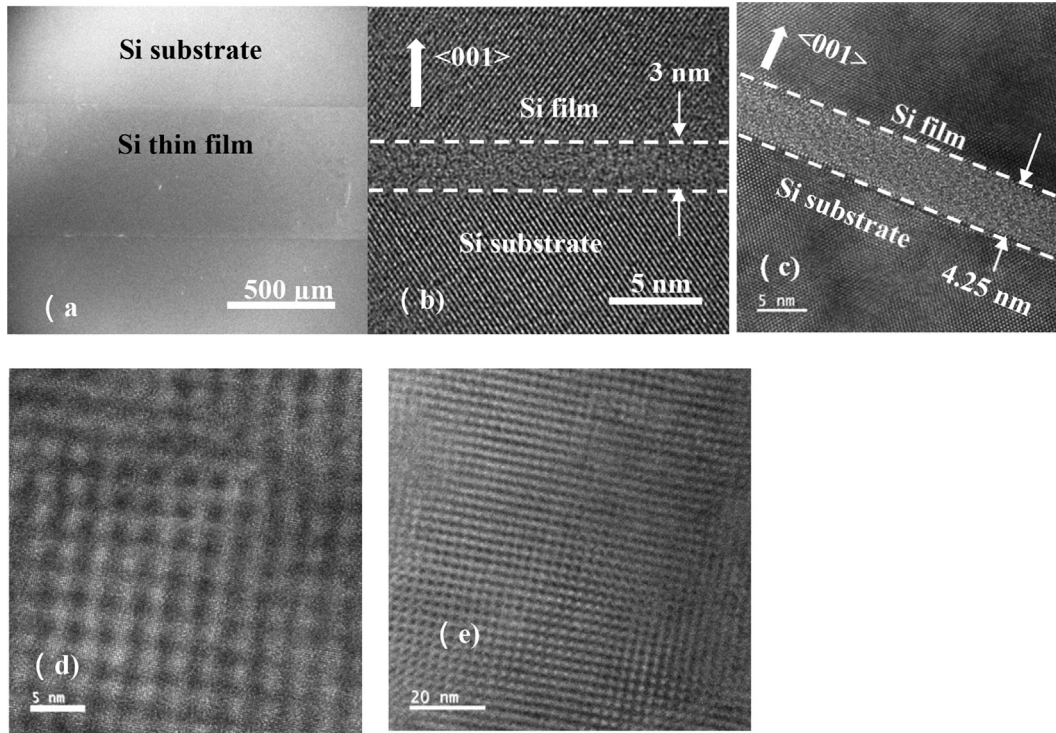 Si substrate
Si thin film
( a
500 µm
<001>
3 nm
Si film
Si substrate
( b)
5 nm
<001>
Si film
Si substrate
( c)
5 nm
4.25 nm
( d)
5 nm
( e)
20 nm